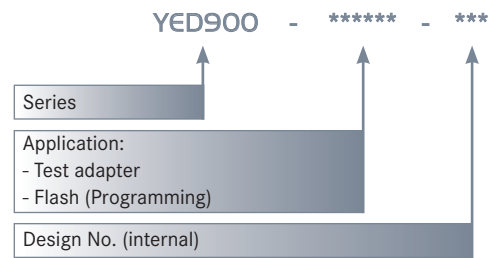 YED900 - ****** - ***
Series
Application:
- Test adapter
- Flash (Programming)
Design No. (internal)